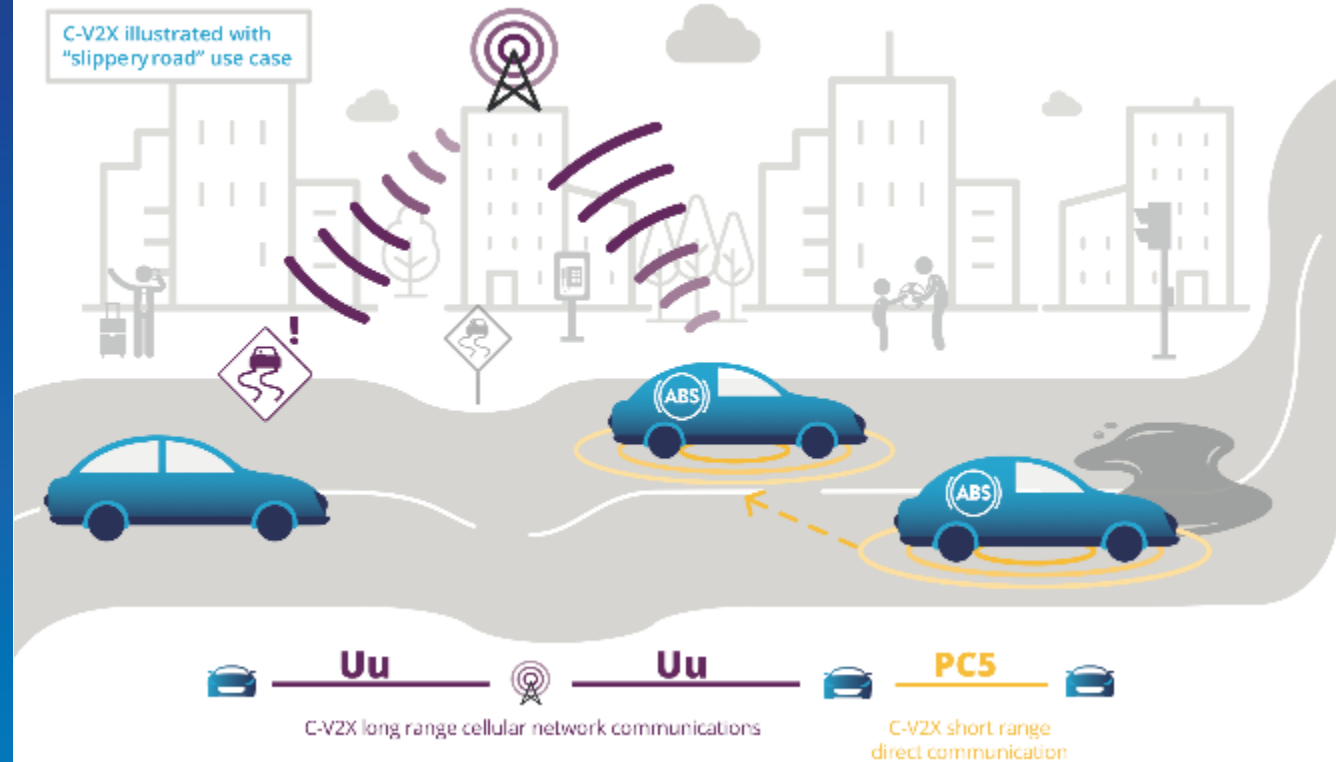 C-V2X illustrated with
“slippery road” use case
!
ABS
ABS
Uu
Uu
PC5
C-V2X long range cellular network communications
C-V2X short range
direct communication